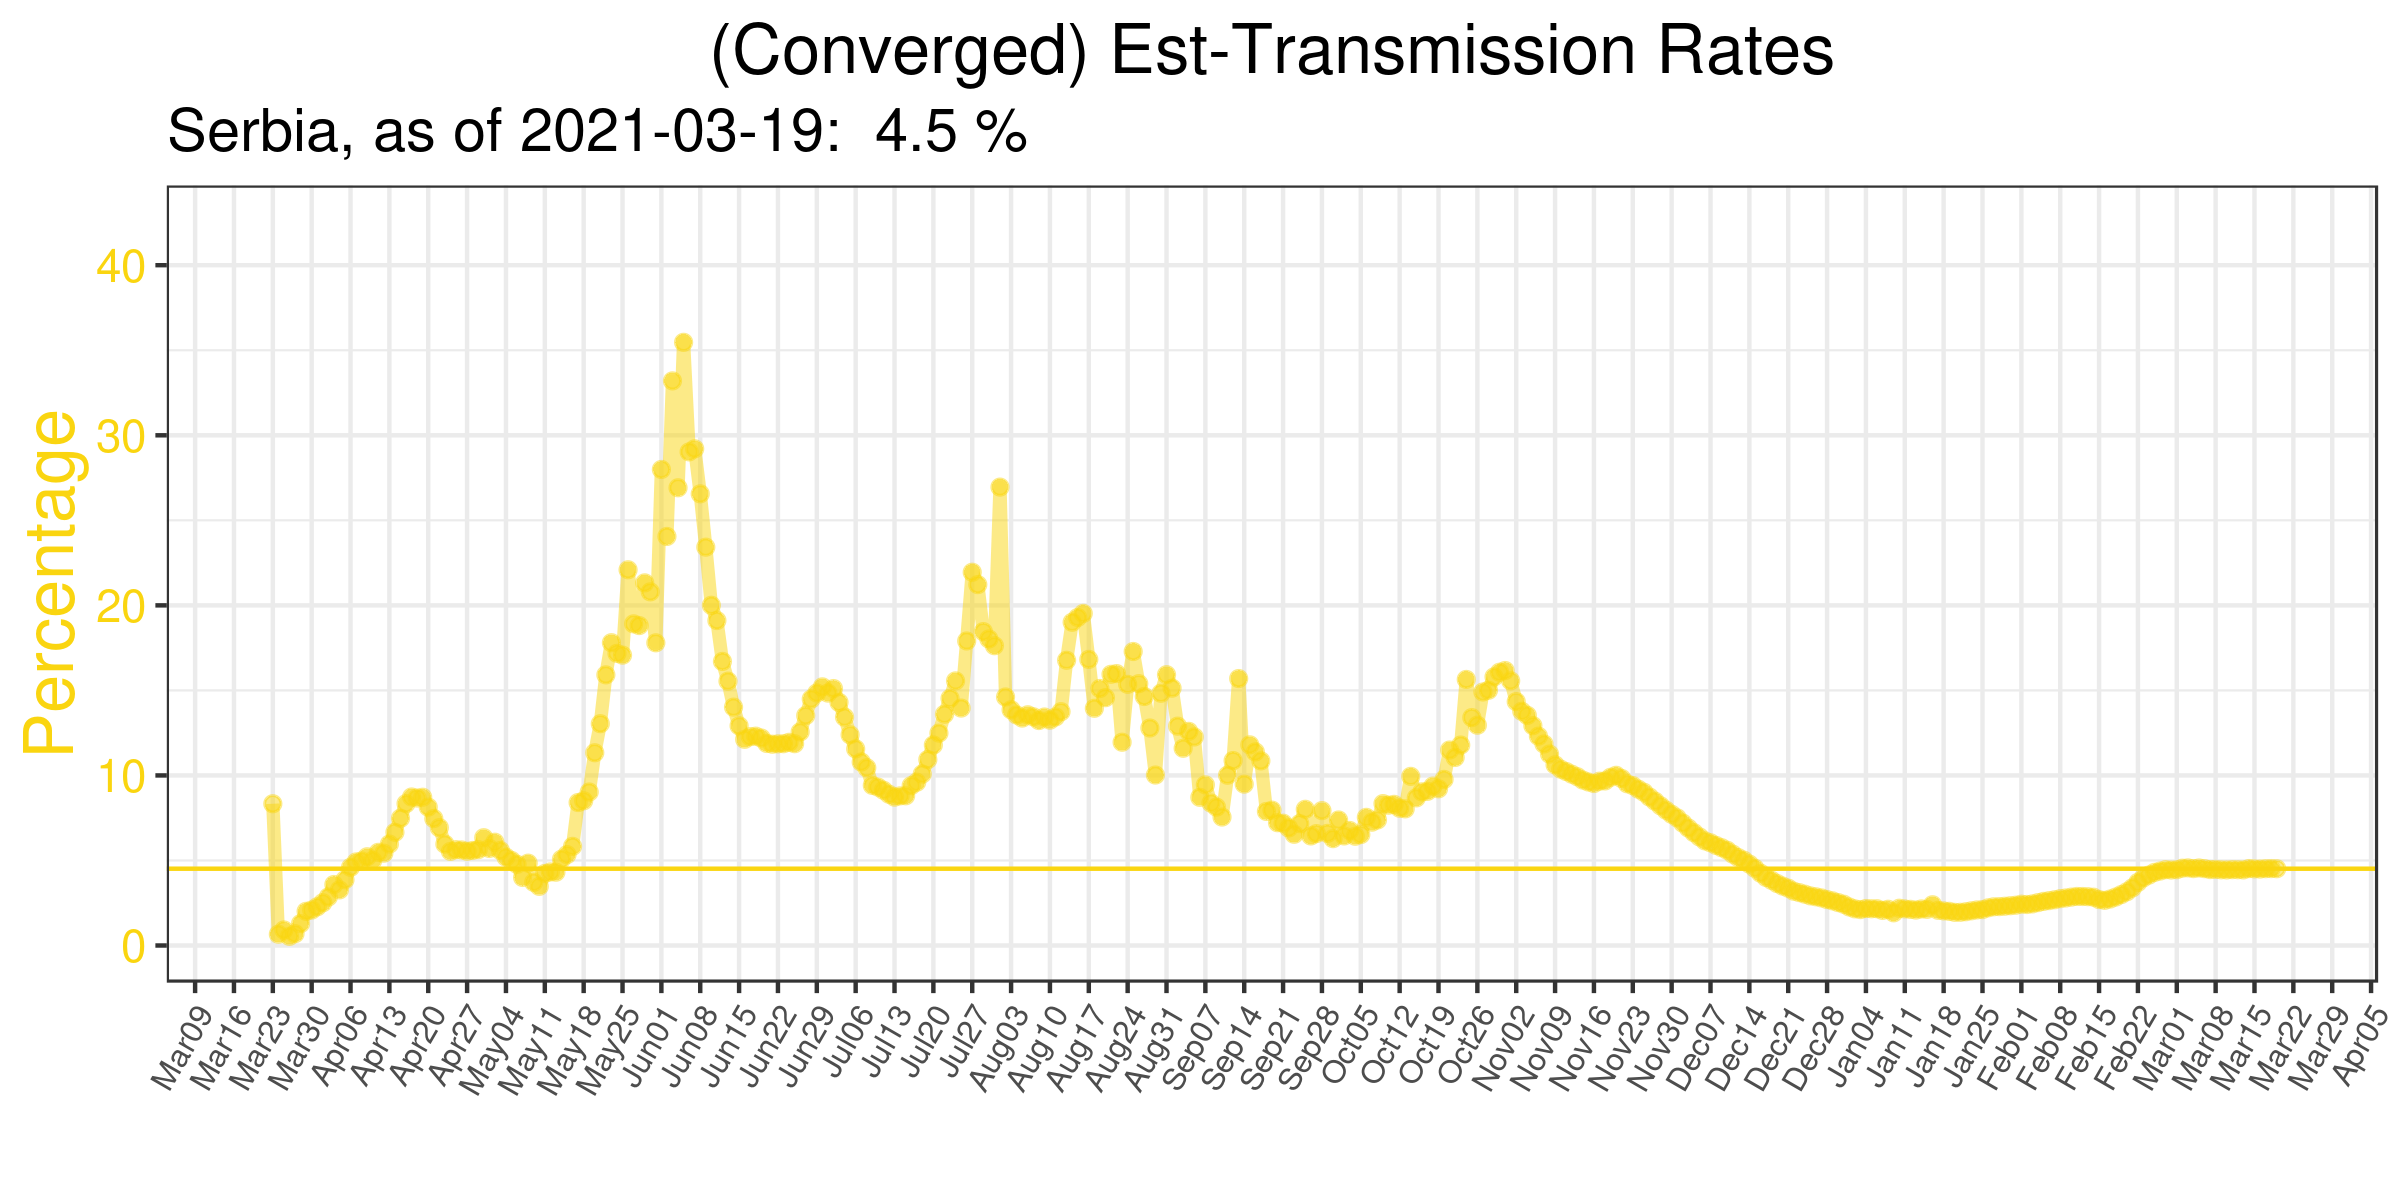 (Converged) Est-Transmission Rates
Serbia, as of 2021-03-19:  4.5 %
Percentage
40
30
20
10
0
Mar09
Mar16
Mar23
Mar30
Apr06
Apr13
Apr20
Apr27
May04
May11
May18
May25
Jun01
Jun08
Jun15
Jun22
Jun29
Jul06
Jul13
Jul20
Jul27
Aug03
Aug10
Aug17
Aug24
Aug31
Sep07
Sep14
Sep21
Sep28
Oct05
Oct12
Oct19
Oct26
Nov02
Nov09
Nov16
Nov23
Nov30
Dec07
Dec14
Dec21
Dec28
Jan04
Jan11
Jan18
Jan25
Feb01
Feb08
Feb15
Feb22
Mar01
Mar08
Mar15
Mar22
Mar29
Apr05